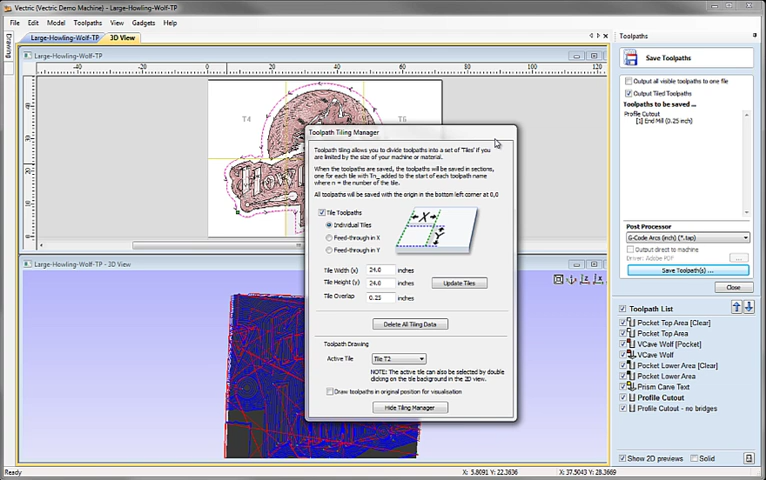 Vectric (Vectric Demo Machine) - Large-Howling-Wolf-TP
File Edit Model Toolpaths View Gadgets Help
Drawing
Large-Howling-Wolf-TP 3D View
Large-Howling-Wolf-TP
-40 -20 0 20 40 60 80 100 120
T4
T6
Toolpath Tiling Manager
Toolpath tiling allows you to divide toolpaths into a set of 'Tiles' if you
are limited by the size of your machine or material.
When the toolpaths are saved, the toolpaths will be saved in sections,
one for each tile with Tn_ added to the start of each toolpath name
where n = the number of the tile.
All toolpaths will be saved with the origin in the bottom left corner at 0,0
Tile Toolpaths
Individual Tiles
Feed-through in X
Feed-through in Y
X
Y
Tile Width (x) 24.0 inches
Tile Height (y) 24.0 inches
Update Tiles
Tile Overlap 0.25 inches
Delete All Tiling Data
Toolpath Drawing
Active Tile Tile T2
NOTE: The active tile can also be selected by double
clicking on the tile background in the 2D view.
Draw toolpaths in original position for visualisation
Hide Tiling Manager
Large-Howling-Wolf-TP - 3D View
Toolpaths
Save Toolpaths
Output all visible toolpaths to one file
Output Tiled Toolpaths
Toolpaths to be saved ...
Profile Cutout
[1] End Mill (0.25 inch)
Post Processor
G-Code Arcs (inch) (*.tap)
Output direct to machine
Driver: Adobe PDF
...
Save Toolpath(s) ...
Close
Toolpath List
Pocket Top Area [Clear]
Pocket Top Area
VCave Wolf [Pocket]
VCave Wolf
Pocket Lower Area [Clear]
Pocket Lower Area
Prism Carve Text
Profile Cutout
Profile Cutout - no bridges
Show 2D previews Solid
Ready
X: 5.8091 Y: 22.3636
X: 37.5043 Y: 28.3669